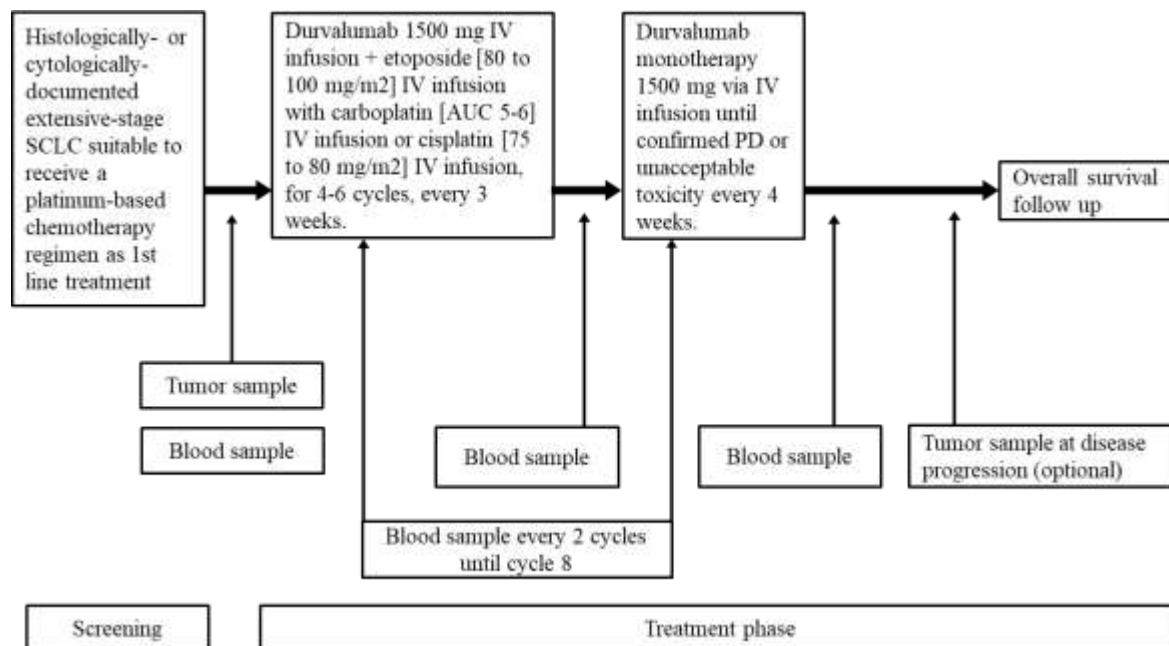 Histologically- or
cytologically-
documented
extensive-stage
SCLC suitable to
receive a
platinum-based
chemotherapy
regimen as 1st
line treatment
Durvalumab 1500 mg IV
infusion + etoposide [80 to
100 mg/m2] IV infusion
with carboplatin [AUC 5-6]
IV infusion or cisplatin [75
to 80 mg/m2] IV infusion,
for 4-6 cycles, every 3
weeks.
Durvalumab
monotherapy
1500 mg via IV
infusion until
confirmed PD or
unacceptable
toxicity every 4
weeks.
Overall survival
follow up
Tumor sample
Blood sample
Blood sample
Blood sample
Tumor sample at disease
progression (optional)
Blood sample every 2 cycles
until cycle 8
Screening
Treatment phase